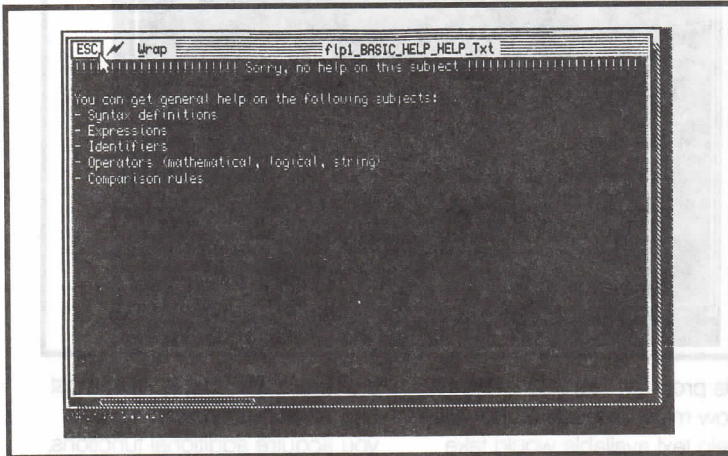 ESC Wrap flp1_BASIC_HELP_HELP_Txt
!!!!!!!!!!!!!!!!!!!! Sorry, no help on this subject !!!!!!!!!!!!!!!!!!!!
You can get general help on the following subjects:
- Syntax definitions
- Expressions
- Identifiers
- Operators (mathematical, logical, string)
- Comparison rules